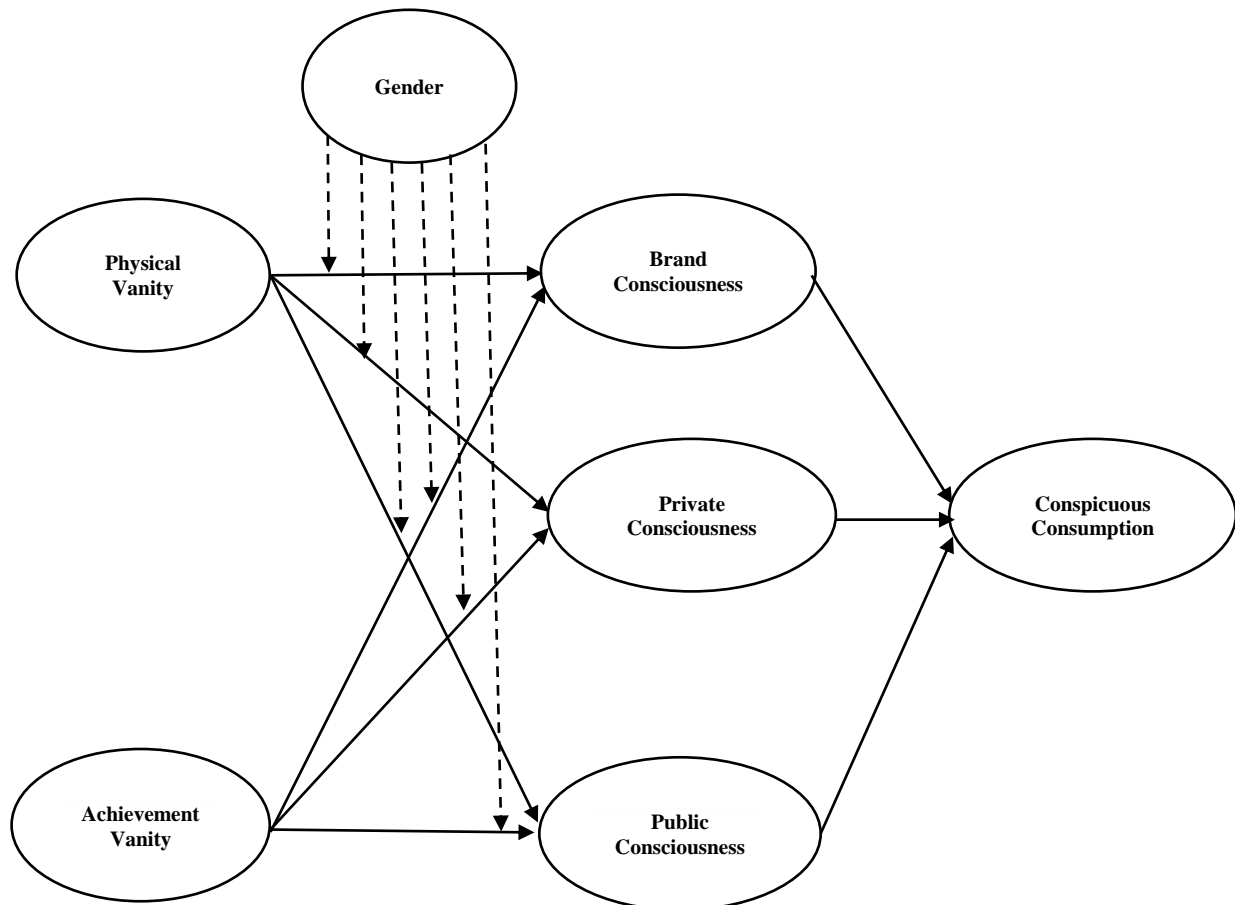 Gender
Physical
Vanity
Brand
Consciousness
Private
Consciousness
Conspicuous
Consumption
Achievement
Vanity
Public
Consciousness